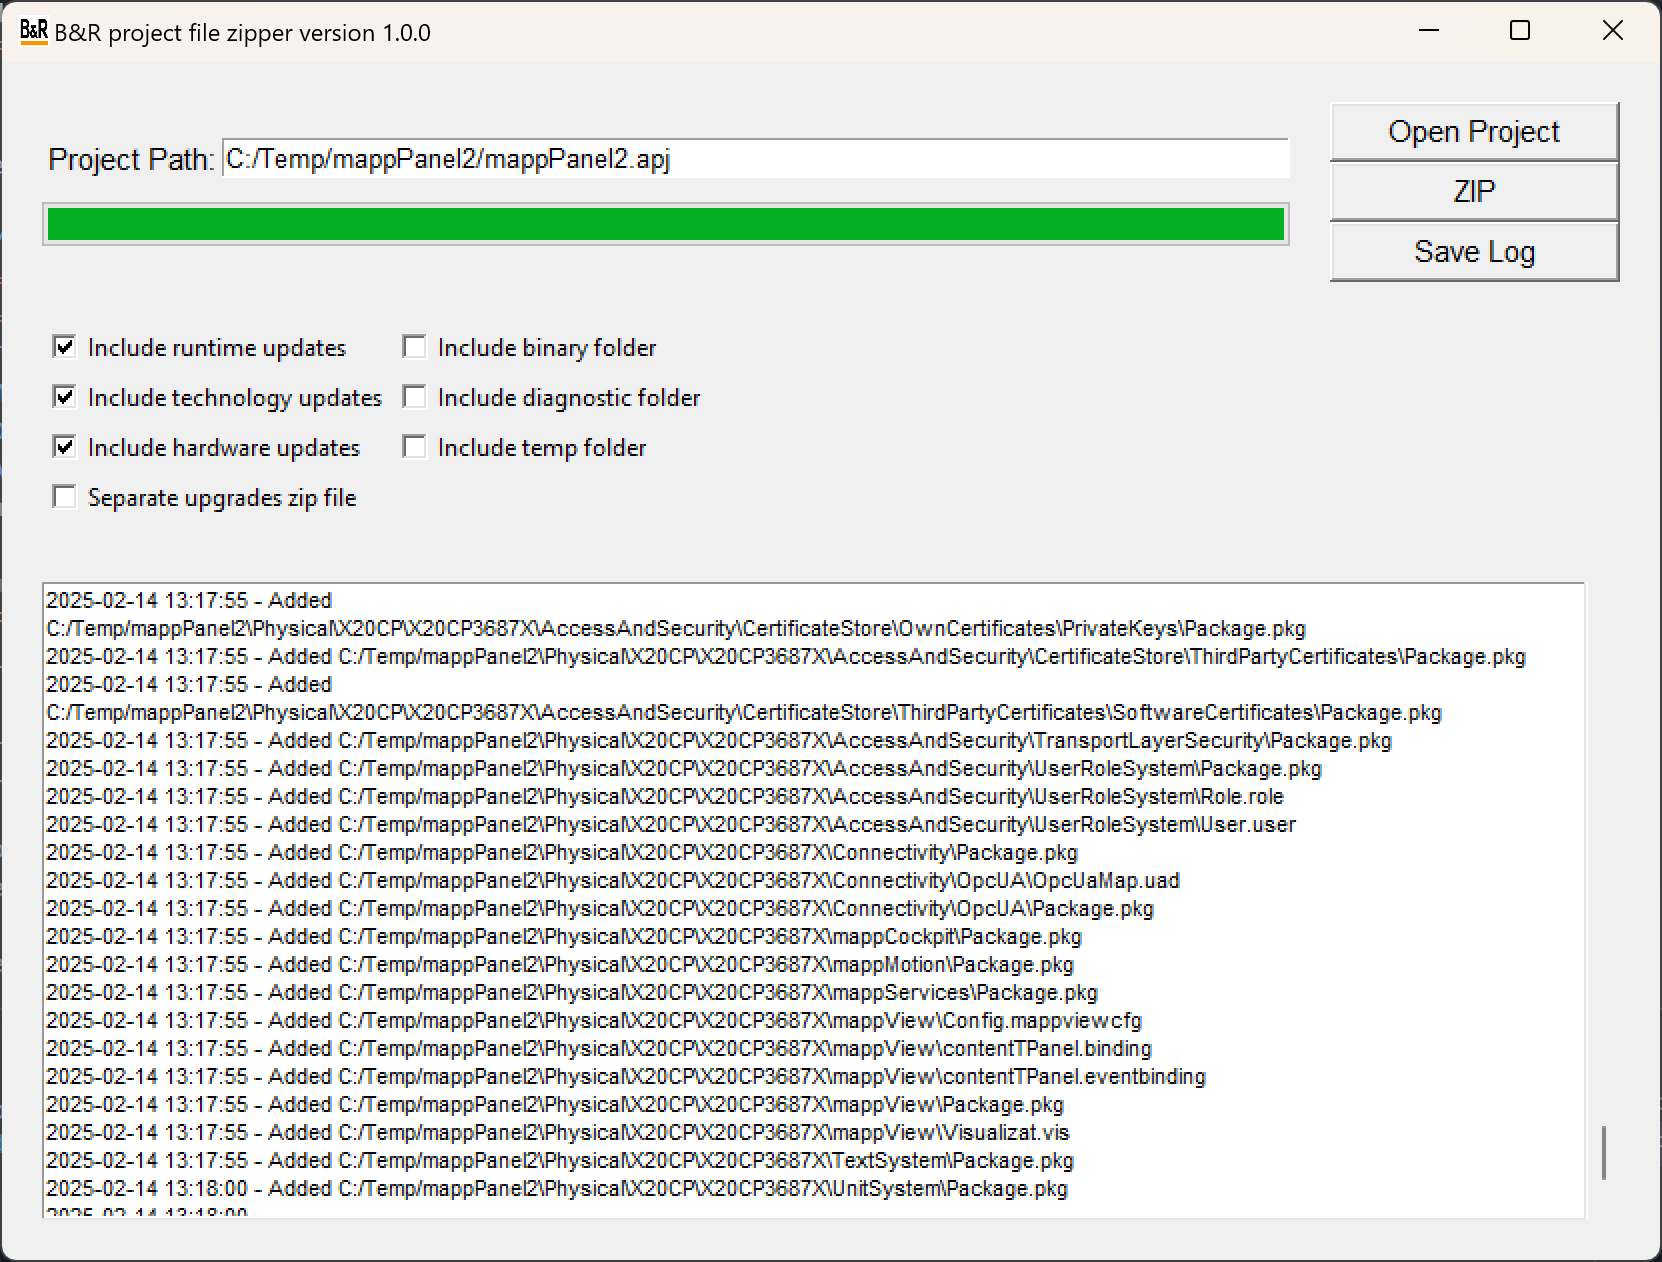 B&R B&R project file zipper version 1.0.0
Open Project
Project Path: C:/Temp/mappPanel2/mappPanel2.apj
ZIP
Save Log
Include runtime updates
Include binary folder
Include technology updates
Include diagnostic folder
Include hardware updates
Include temp folder
Separate upgrades zip file
2025-02-14 13:17:55 - Added
C:/Temp/mappPanel2\Physical\X20CP\X20CP3687X\AccessAndSecurity\CertificateStore\OwnCertificates\PrivateKeys\Package.pkg
2025-02-14 13:17:55 - Added C:/Temp/mappPanel2\Physical\X20CP\X20CP3687X\AccessAndSecurity\CertificateStore\ThirdPartyCertificates\Package.pkg
2025-02-14 13:17:55 - Added
C:/Temp/mappPanel2\Physical\X20CP\X20CP3687X\AccessAndSecurity\CertificateStore\ThirdPartyCertificates\SoftwareCertificates\Package.pkg
2025-02-14 13:17:55 - Added C:/Temp/mappPanel2\Physical\X20CP\X20CP3687X\AccessAndSecurity\TransportLayerSecurity\Package.pkg
2025-02-14 13:17:55 - Added C:/Temp/mappPanel2\Physical\X20CP\X20CP3687X\AccessAndSecurity\UserRoleSystem\Package.pkg
2025-02-14 13:17:55 - Added C:/Temp/mappPanel2\Physical\X20CP\X20CP3687X\AccessAndSecurity\UserRoleSystem\Role.role
2025-02-14 13:17:55 - Added C:/Temp/mappPanel2\Physical\X20CP\X20CP3687X\AccessAndSecurity\UserRoleSystem\User.user
2025-02-14 13:17:55 - Added C:/Temp/mappPanel2\Physical\X20CP\X20CP3687X\Connectivity\Package.pkg
2025-02-14 13:17:55 - Added C:/Temp/mappPanel2\Physical\X20CP\X20CP3687X\Connectivity\OpcUA\OpcUaMap.uad
2025-02-14 13:17:55 - Added C:/Temp/mappPanel2\Physical\X20CP\X20CP3687X\Connectivity\OpcUA\Package.pkg
2025-02-14 13:17:55 - Added C:/Temp/mappPanel2\Physical\X20CP\X20CP3687X\mappCockpit\Package.pkg
2025-02-14 13:17:55 - Added C:/Temp/mappPanel2\Physical\X20CP\X20CP3687X\mappMotion\Package.pkg
2025-02-14 13:17:55 - Added C:/Temp/mappPanel2\Physical\X20CP\X20CP3687X\mappServices\Package.pkg
2025-02-14 13:17:55 - Added C:/Temp/mappPanel2\Physical\X20CP\X20CP3687X\mappView\Config.mappviewcfg
2025-02-14 13:17:55 - Added C:/Temp/mappPanel2\Physical\X20CP\X20CP3687X\mappView\contentTPanel.binding
2025-02-14 13:17:55 - Added C:/Temp/mappPanel2\Physical\X20CP\X20CP3687X\mappView\contentTPanel.eventbinding
2025-02-14 13:17:55 - Added C:/Temp/mappPanel2\Physical\X20CP\X20CP3687X\mappView\Package.pkg
2025-02-14 13:17:55 - Added C:/Temp/mappPanel2\Physical\X20CP\X20CP3687X\mappView\Visualizat.vis
2025-02-14 13:17:55 - Added C:/Temp/mappPanel2\Physical\X20CP\X20CP3687X\TextSystem\Package.pkg
2025-02-14 13:18:00 - Added C:/Temp/mappPanel2\Physical\X20CP\X20CP3687X\UnitSystem\Package.pkg
2025-02-14 13:18:00